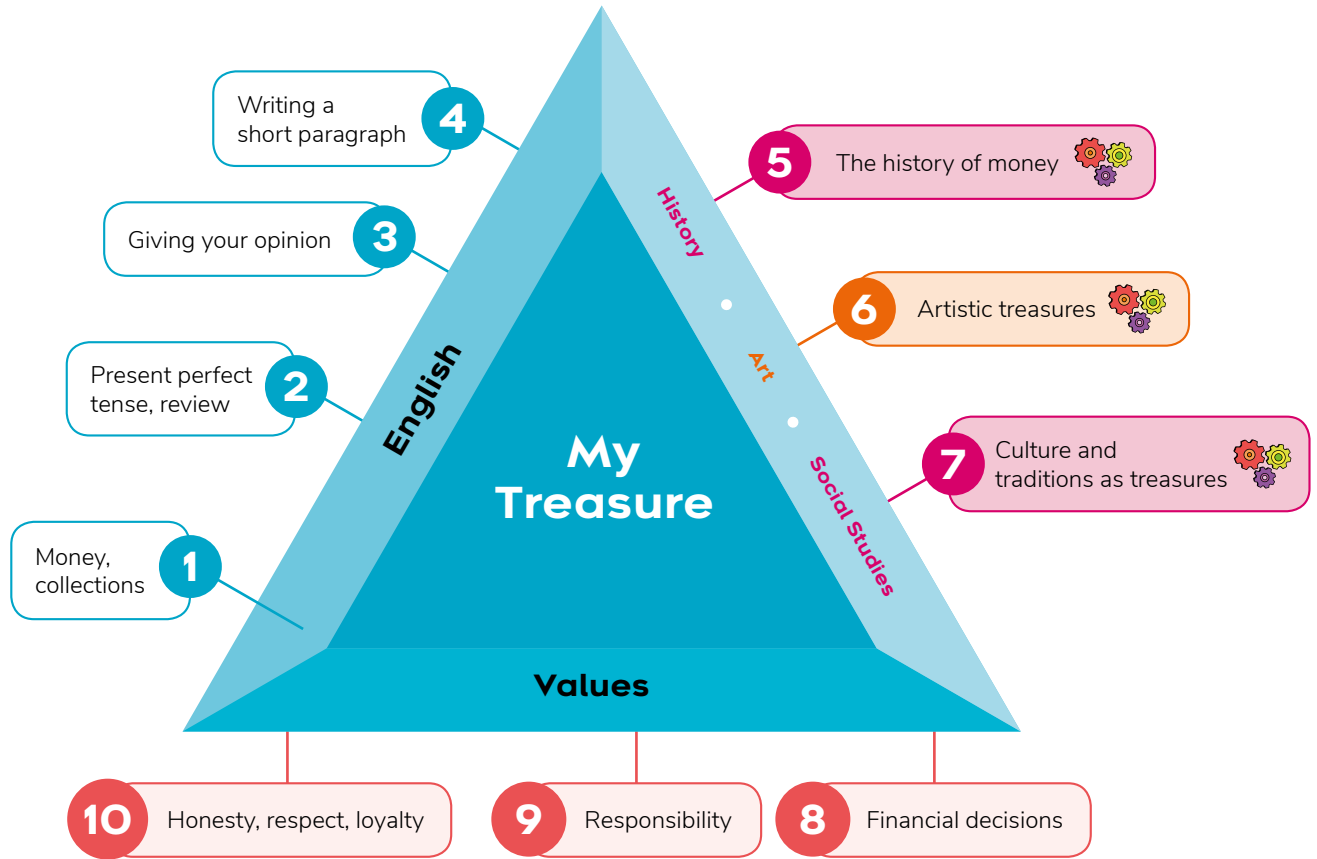 4
Writing a
short paragraph
3
Giving your opinion
2
Present perfect
tense, review
1
Money,
collections
English
My
Treasure
Values
History
Art
Social Studies
5
The history of money
6
Artistic treasures
7
Culture and
traditions as treasures
10
Honesty, respect, loyalty
9
Responsibility
8
Financial decisions